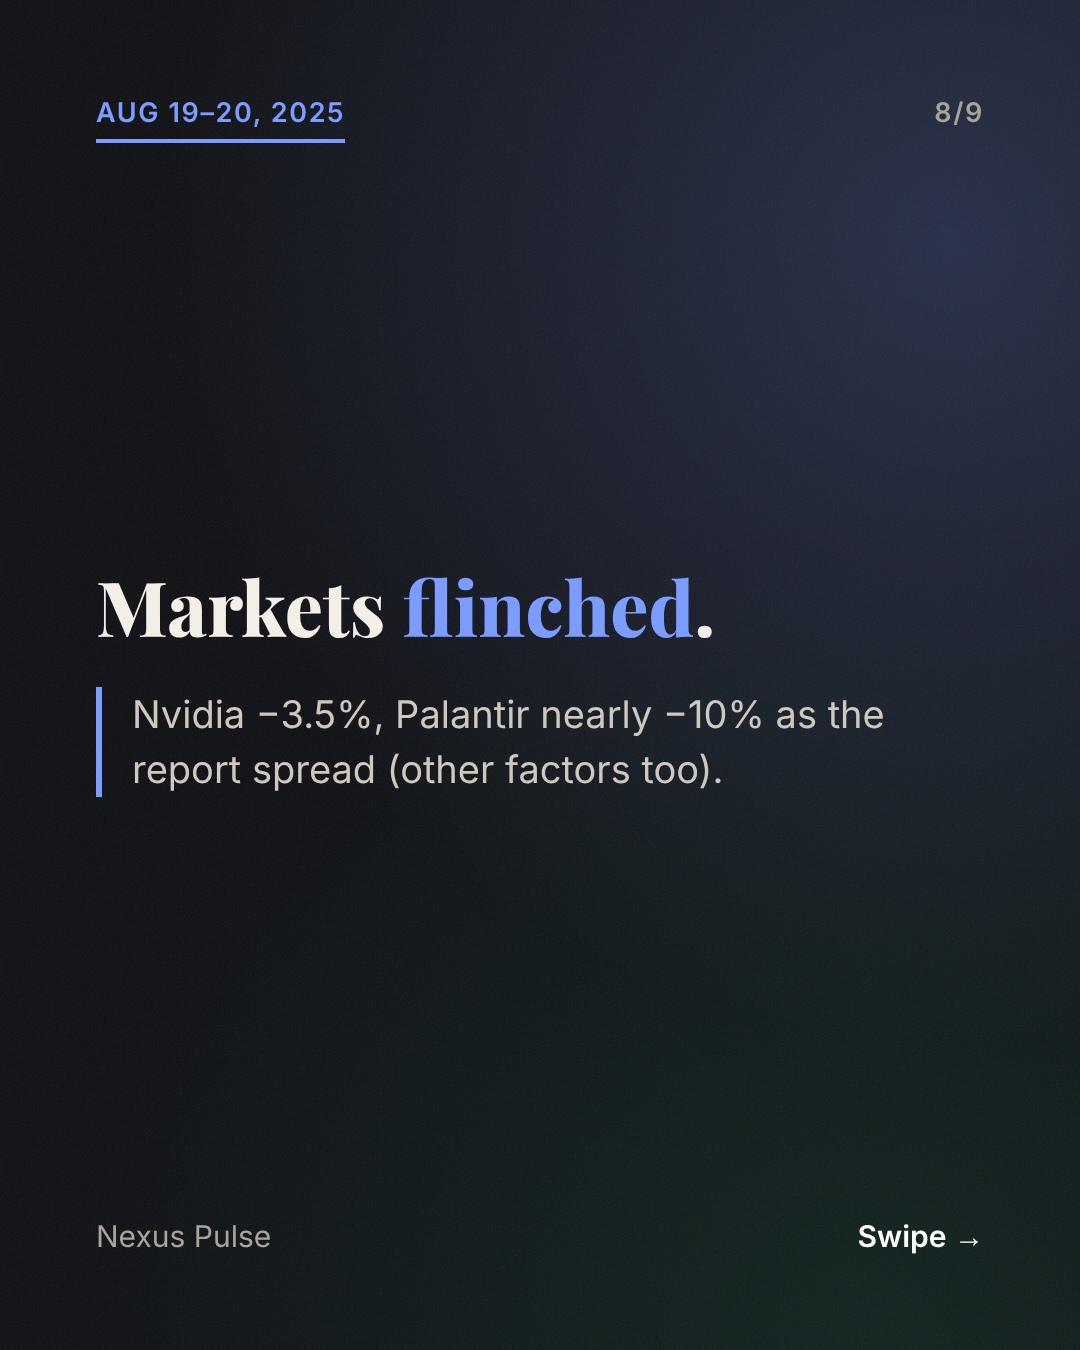 AUG 19–20, 2025
8/9
Markets flinched.
Nvidia −3.5%, Palantir nearly −10% as the
report spread (other factors too).
Nexus Pulse
Swipe →